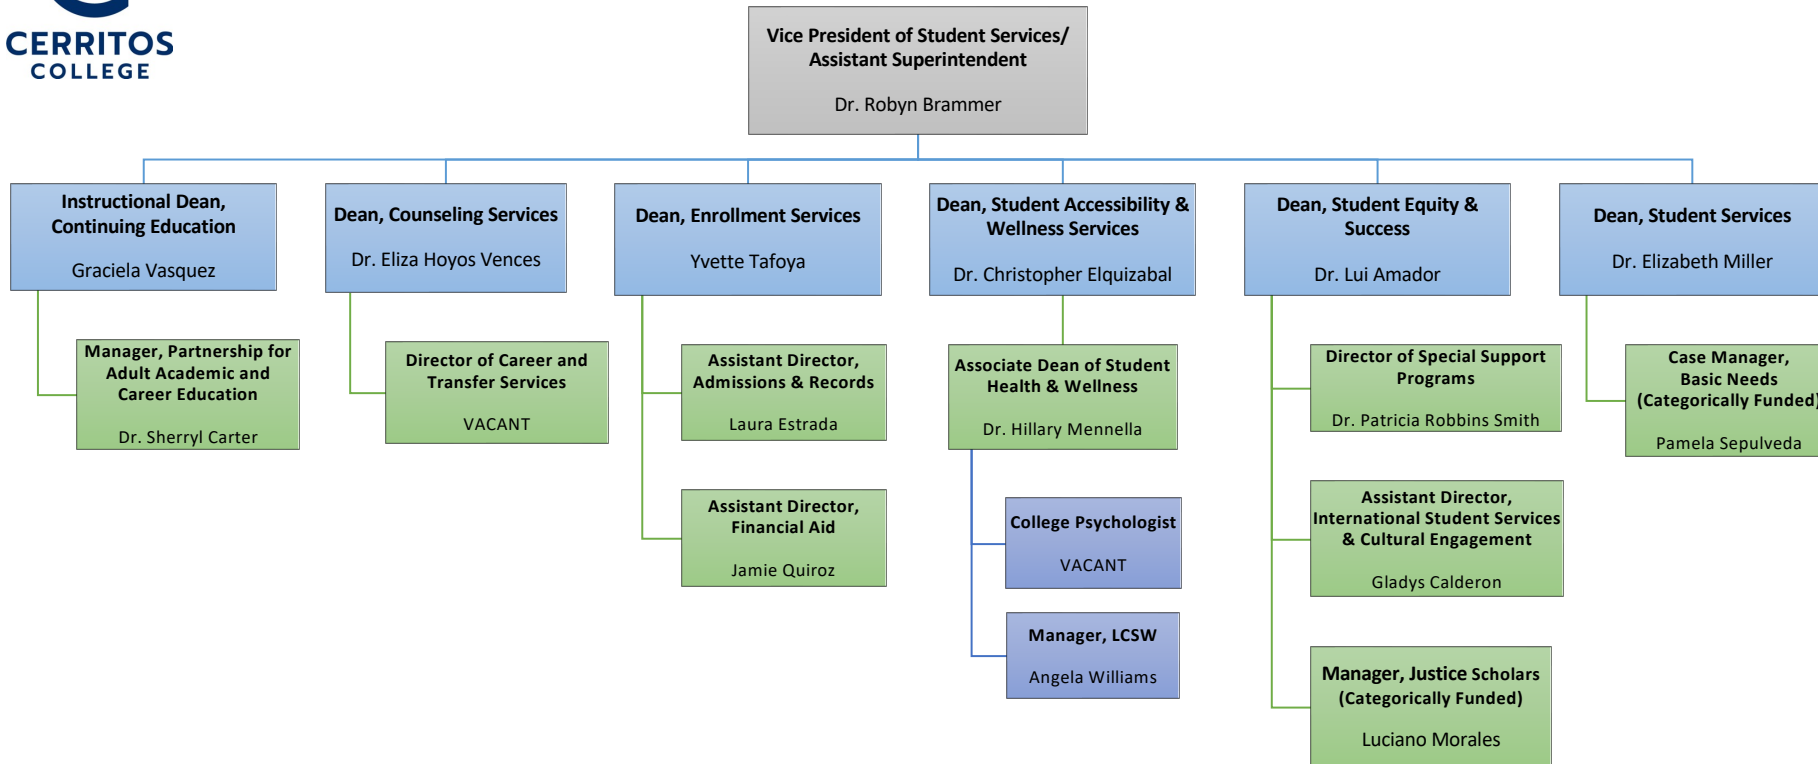 CERRITOS
COLLEGE
Vice President of Student Services/
Assistant Superintendent
Dr. Robyn Brammer
Instructional Dean,
Continuing Education
Graciela Vasquez
Dean, Counseling Services
Dr. Eliza Hoyos Vences
Dean, Enrollment Services
Yvette Tafoya
Dean, Student Accessibility &
Wellness Services
Dr. Christopher Elquizabal
Dean, Student Equity &
Success
Dr. Lui Amador
Dean, Student Services
Dr. Elizabeth Miller
Manager, Partnership for
Adult Academic and
Career Education
Dr. Sherryl Carter
Director of Career and
Transfer Services
VACANT
Assistant Director,
Admissions & Records
Laura Estrada
Assistant Director,
Financial Aid
Jamie Quiroz
Associate Dean of Student
Health & Wellness
Dr. Hillary Mennella
College Psychologist
VACANT
Manager, LCSW
Angela Williams
Director of Special Support
Programs
Dr. Patricia Robbins Smith
Assistant Director,
International Student Services
& Cultural Engagement
Gladys Calderon
Manager, Justice Scholars
(Categorically Funded)
Luciano Morales
Case Manager,
Basic Needs
(Categorically Funded)
Pamela Sepulveda